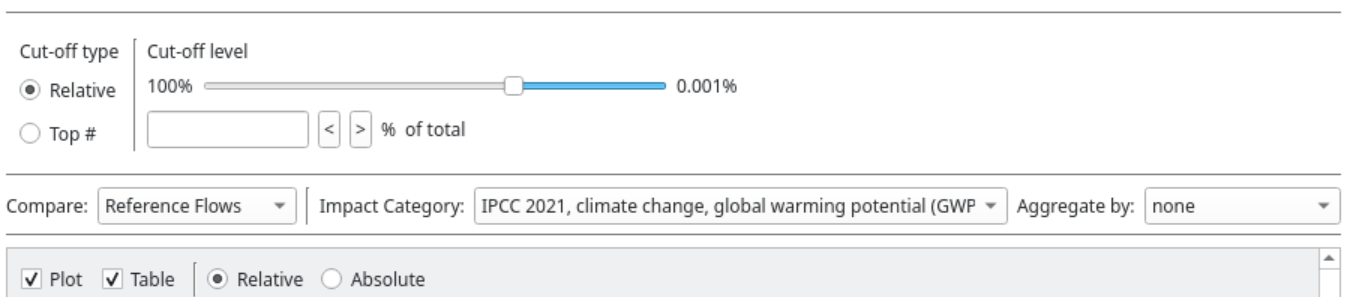 Cut-off type Cut-off level
Relative 100% 0.001%
Top # < > % of total
Compare: Reference Flows Impact Category: IPCC 2021, climate change, global warming potential (GWP Aggregate by: none
Plot Table Relative Absolute